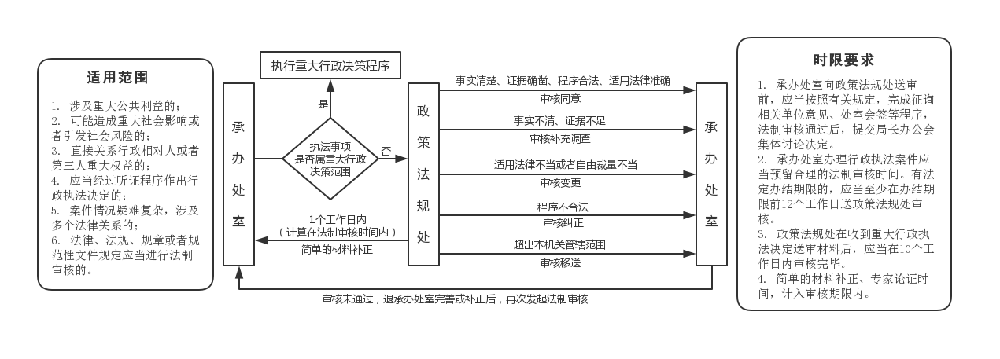 适用范围
1. 涉及重大公共利益的；
2. 可能造成重大社会影响或
者引发社会风险的；
3. 直接关系行政相对人或者
第三人重大权益的；
4. 应当经过听证程序作出行
政执法决定的；
5. 案件情况疑难复杂，涉及
多个法律关系的；
6. 法律、法规、规章或者规
范性文件规定应当进行法制
审核的。
承办处室
执行重大行政决策程序
是
执法事项
是否属重大行政
决策范围
否
1个工作日内
（计算在法制审核时间内）
简单的材料补正
政策法规处
事实清楚、证据确凿、程序合法、适用法律准确
审核同意
事实不清、证据不足
审核补充调查
适用法律不当或者自由裁量不当
审核变更
程序不合法
审核纠正
超出本机关管辖范围
审核移送
承办处室
审核未通过，退承办处室完善或补正后，再次发起法制审核
时限要求
1. 承办处室向政策法规处送审
前，应当按照有关规定，完成征询
相关单位意见、处室会签等程序，
法制审核通过后，提交局长办公会
集体讨论决定。
2. 承办处室办理行政执法案件应
当预留合理的法制审核时间。有法
定办结期限的，应当至少在办结期
限前12个工作日送政策法规处审
核。
3. 政策法规处在收到重大行政执
法决定送审材料后，应当在10个工
作日内审核完毕。
4. 简单的材料补正、专家论证时
间，计入审核期限内。